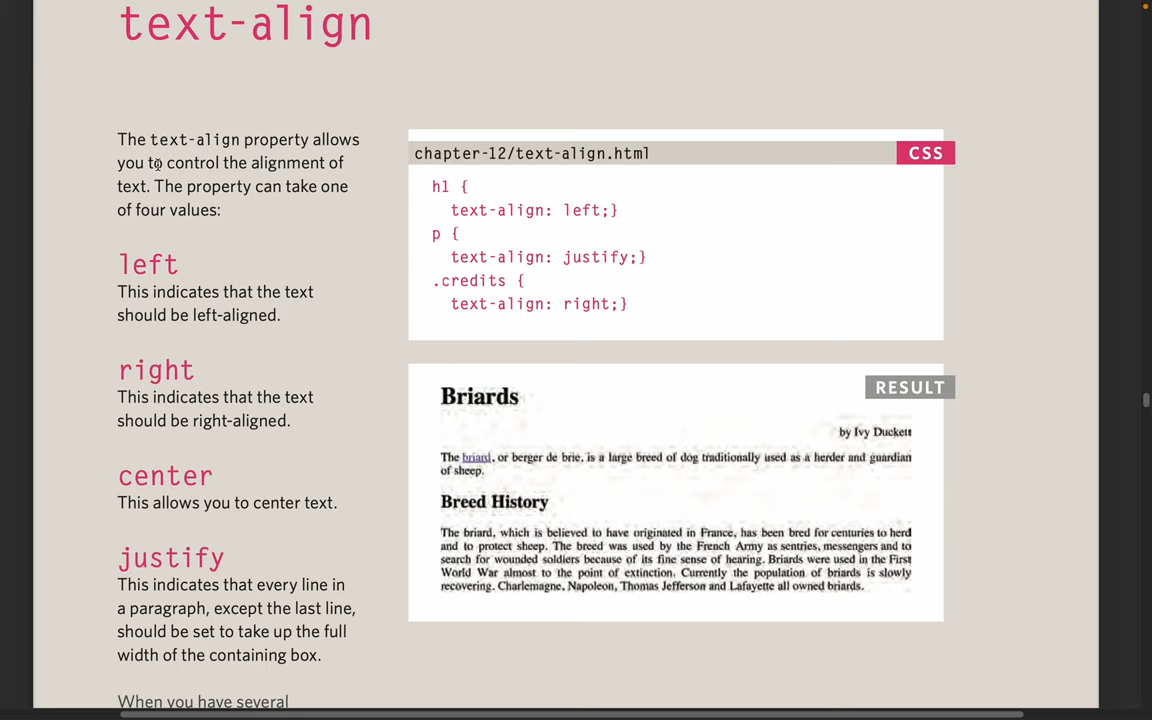 text-align
The text-align property allows
you to control the alignment of
text. The property can take one
of four values:
left
This indicates that the text
should be left-aligned.
right
This indicates that the text
should be right-aligned.
center
This allows you to center text.
justify
This indicates that every line in
a paragraph, except the last line,
should be set to take up the full
width of the containing box.
When you have several
chapter-12/text-align.html
CSS
h1 {
text-align: left;}
p {
text-align: justify;}
.credits {
text-align: right;}
RESULT
Briards
by Ivy Duckett
The briard, or berger de brie, is a large breed of dog traditionally used as a herder and guardian
of sheep.
Breed History
The briard, which is believed to have originated in France, has been bred for centuries to herd
and to protect sheep. The breed was used by the French Army as sentries, messengers and to
search for wounded soldiers because of its fine sense of hearing. Briards were used in the First
World War almost to the point of extinction. Currently the population of briards is slowly
recovering. Charlemagne, Napoleon, Thomas Jefferson and Lafayette all owned briards.